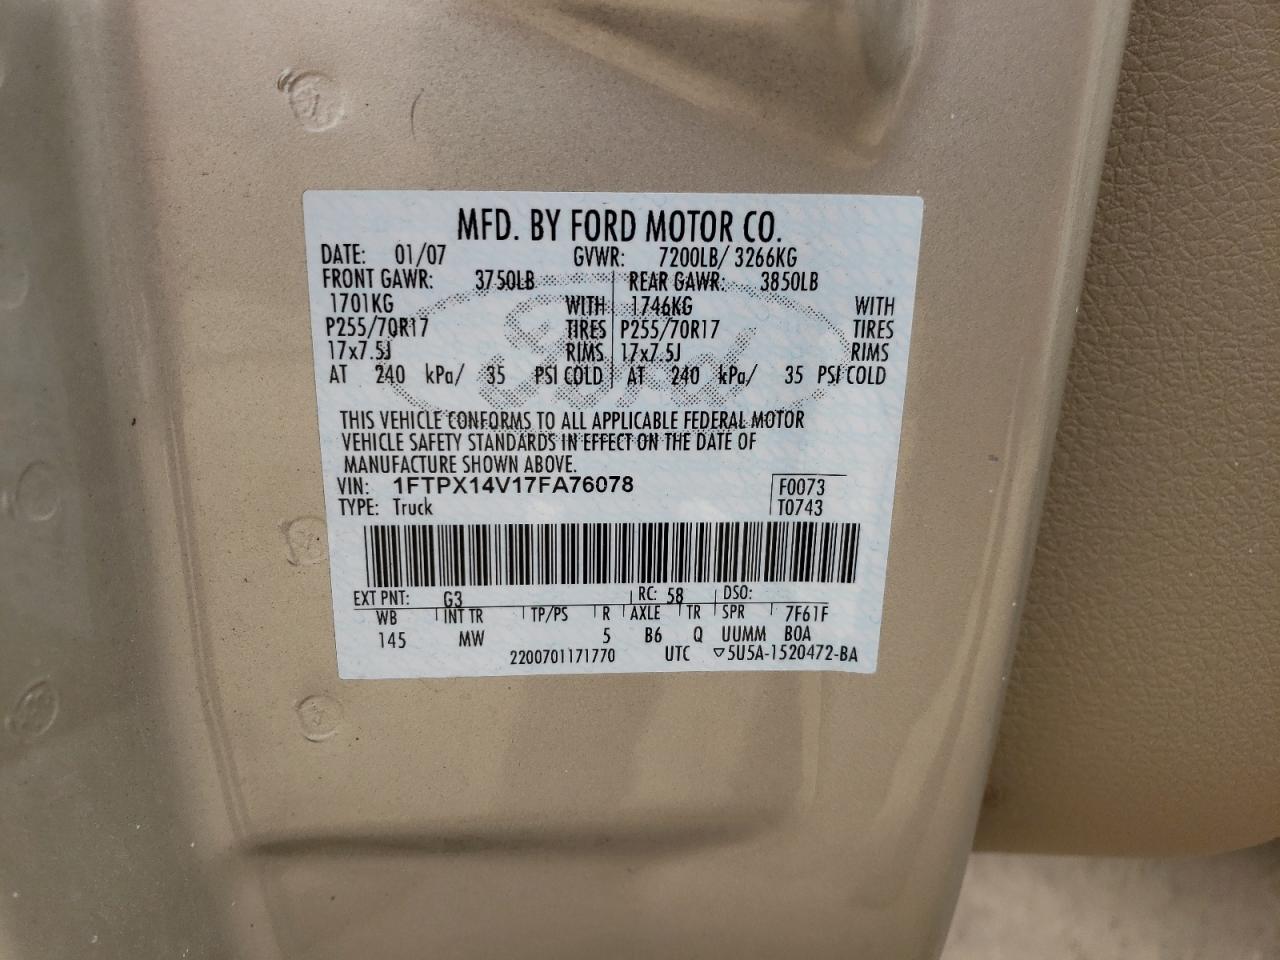 MFD. BY FORD MOTOR CO.
DATE: 01/07 GVWR: 7200LB/ 3266KG
FRONT GAWR: 3750LB REAR GAWR: 3850LB
1701KG WITH 1746KG WITH
P255/70R17 TIRES P255/70R17 TIRES
17x7.5J RIMS 17x7.5J RIMS
AT 240 kPa/ 35 PSI COLD AT 240 kPa/ 35 PSI COLD
Ford
THIS VEHICLE CONFORMS TO ALL APPLICABLE FEDERAL MOTOR
VEHICLE SAFETY STANDARDS IN EFFECT ON THE DATE OF
MANUFACTURE SHOWN ABOVE.
VIN: 1FTPX14V17FA76078 F0073
TYPE: Truck T0743
EXT PNT: G3 RC: 58 DSO:
WB INT TR TP/PS R AXLE TR SPR 7F61F
145 MW 5 B6 Q UUMM BOA
2200701171770 UTC ▽5U5A-1520472-BA